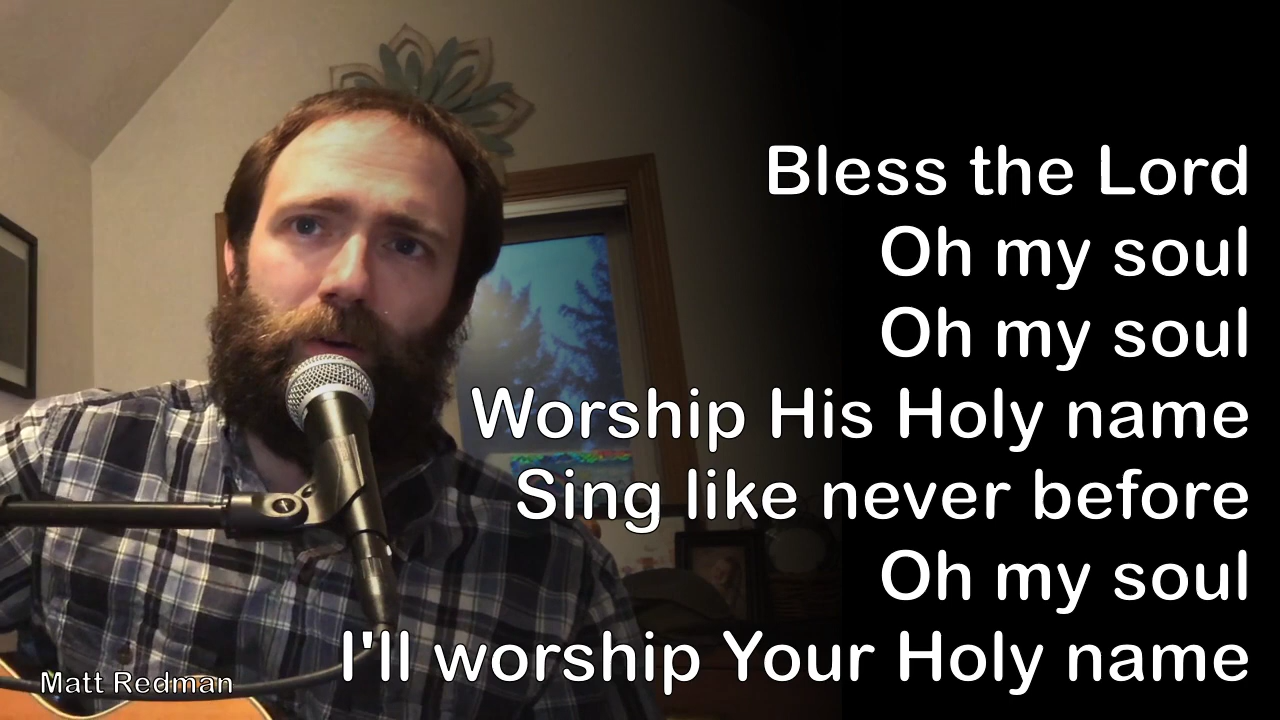 Bless the Lord
Oh my soul
Oh my soul
Worship His Holy name
Sing like never before
Oh my soul
I'll worship Your Holy name
Matt Redman